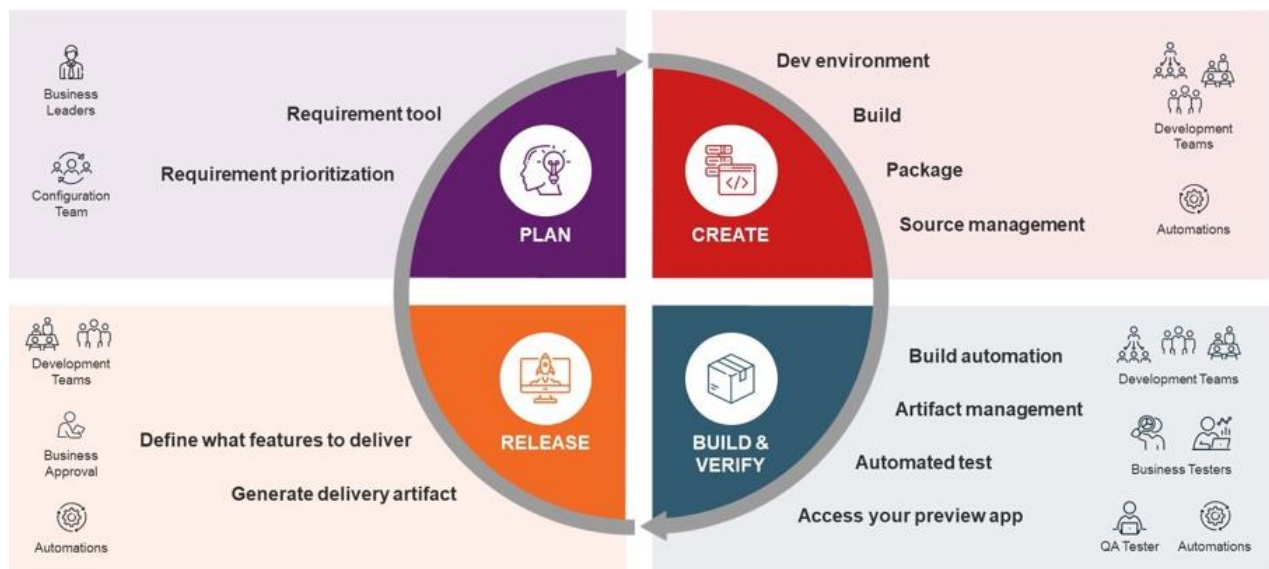 Business
Leaders
Configuration
Team
Requirement tool
Requirement prioritization
PLAN
Dev environment
Build
Package
Source management
CREATE
</>
Development
Teams
Automations
Development
Teams
Business
Approval
Automations
Define what features to deliver
Generate delivery artifact
RELEASE
BUILD &
VERIFY
Build automation
Artifact management
Automated test
Access your preview app
Development Teams
Business Testers
QA Tester
Automations